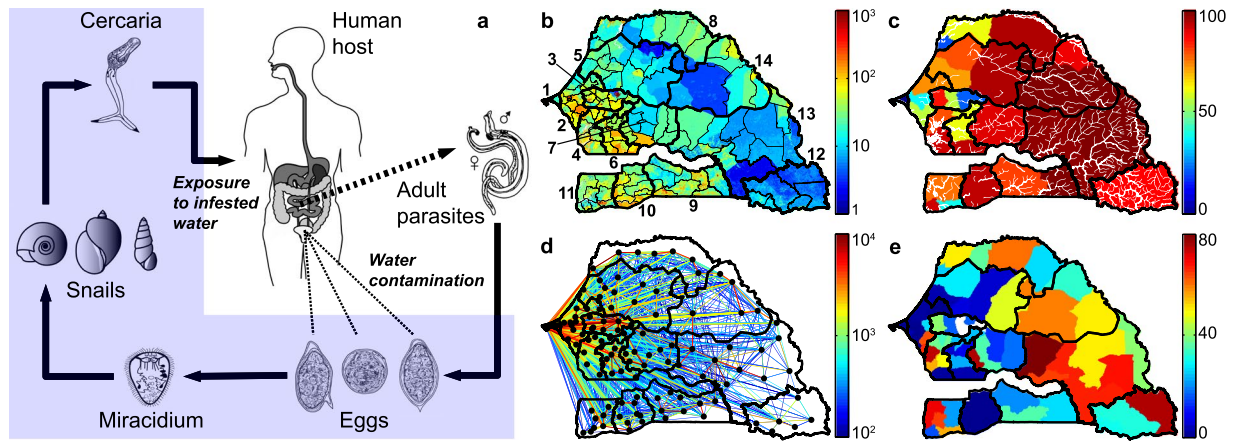 a
Cercaria
Human
host
Exposure
to infested
water
Adult
parasites
♂
♀
Water
contamination
Snails
Miracidium
Eggs
b
8
5
3
14
1
2
13
7
4
6
12
11
10
9
10³
10²
10
1
c
100
50
0
d
10⁴
10³
10²
e
80
40
0